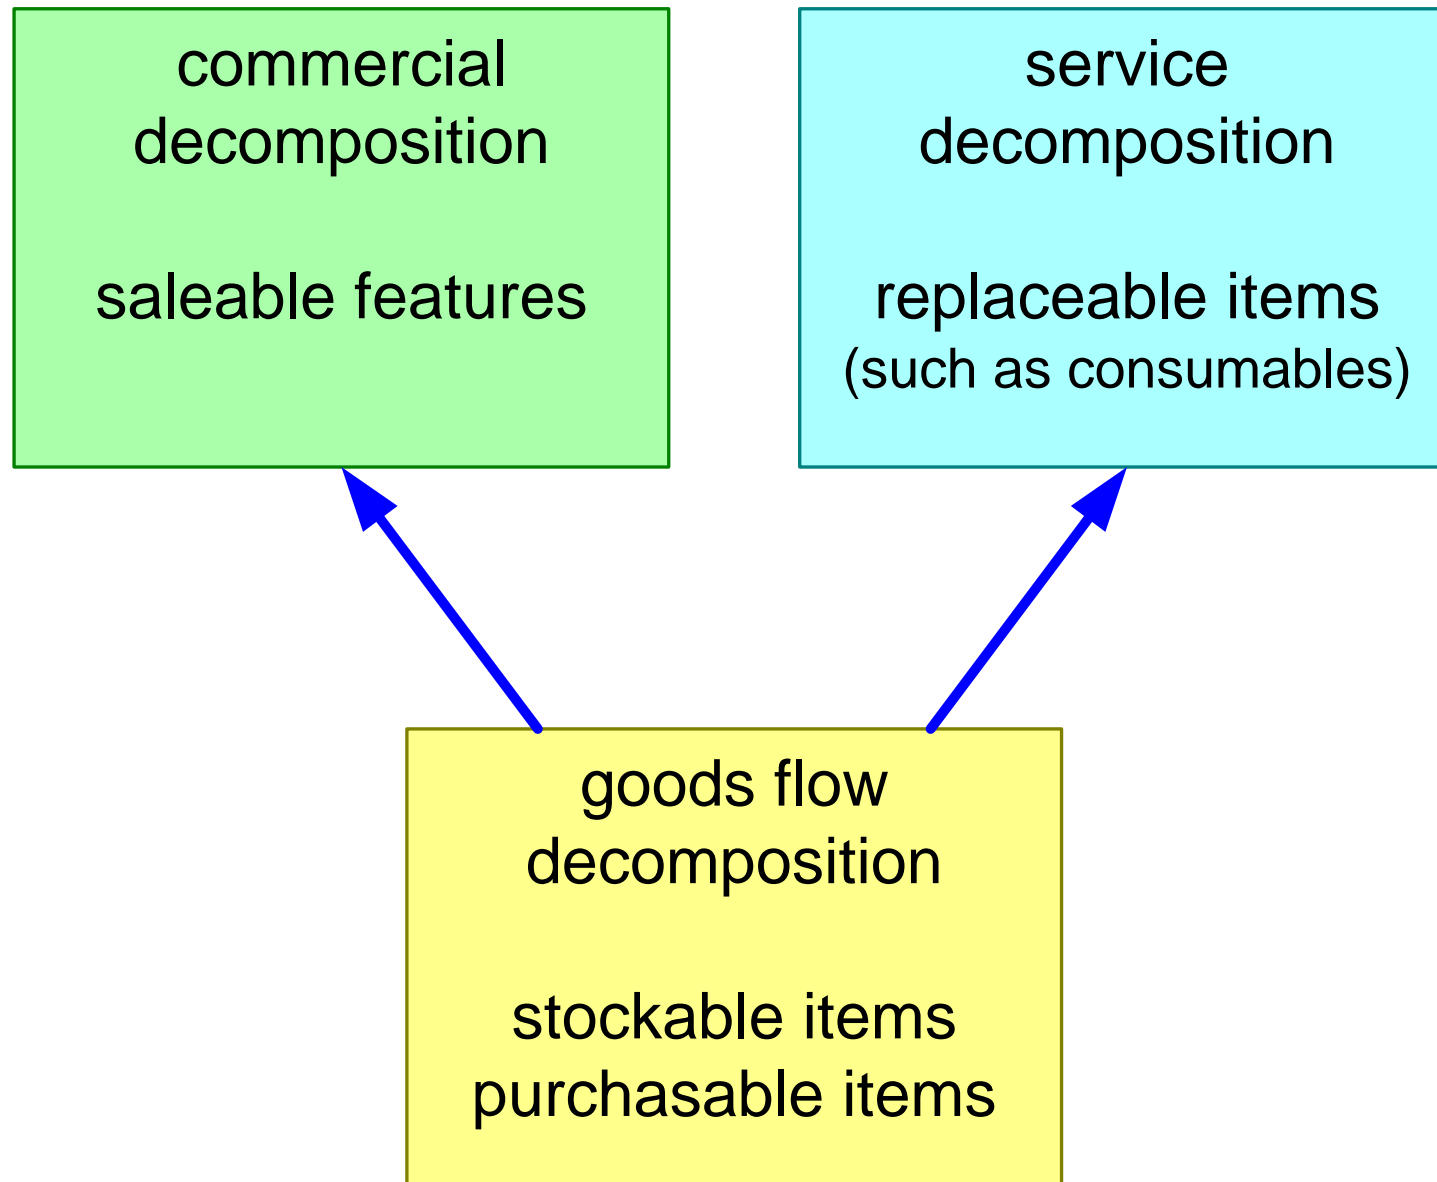 commercial
decomposition
saleable features
service
decomposition
replaceable items
(such as consumables)
goods flow
decomposition
stockable items
purchasable items